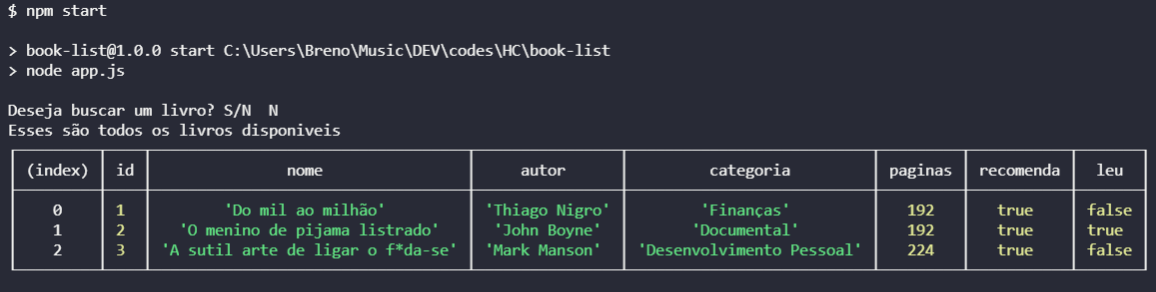 $ npm start
> book-list@1.0.0 start C:\Users\Breno\Music\DEV\codes\HC\book-list
> node app.js
Deseja buscar um livro? S/N  N
Esses são todos os livros disponiveis
(index) id nome autor categoria paginas recomenda leu
0 1 'Do mil ao milhão' 'Thiago Nigro' 'Finanças' 192 true false
1 2 'O menino de pijama listrado' 'John Boyne' 'Documental' 192 true true
2 3 'A sutil arte de ligar o f*da-se' 'Mark Manson' 'Desenvolvimento Pessoal' 224 true false